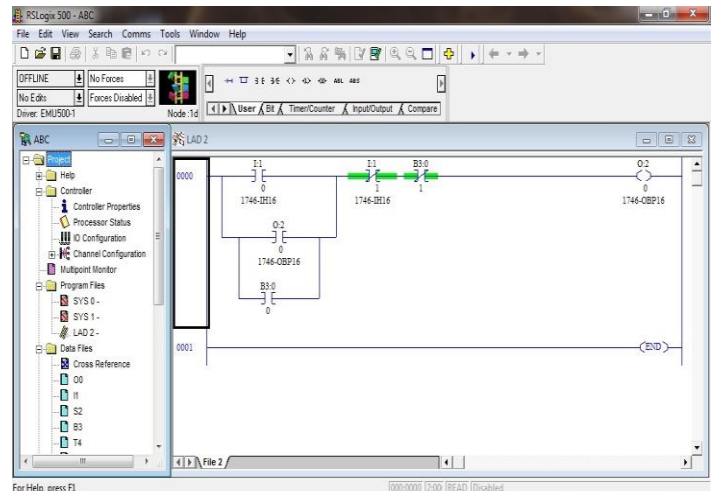 RSLogix 500 - ABC
File Edit View Search Comms Tools Window Help
OFFLINE No Forces
No Edits Forces Disabled
Driver: EMU500-1 Node: 1d
ABL ABS
User Bit Timer/Counter Input/Output Compare
ABC
Project
Help
Controller
Controller Properties
Processor Status
IO Configuration
Channel Configuration
Multipoint Monitor
Program Files
SYS 0 -
SYS 1 -
LAD 2 -
Data Files
Cross Reference
O0
I1
S2
B3
T4
LAD 2
0000
I:1 I:1 B3:0 O:2
0 1 1 0
1746-IH16 1746-IH16 1746-OBP16
O:2
0
1746-OBP16
B3:0
0
0001
END
File 2
For Help, press F1
000:0000 2:00 READ Disabled